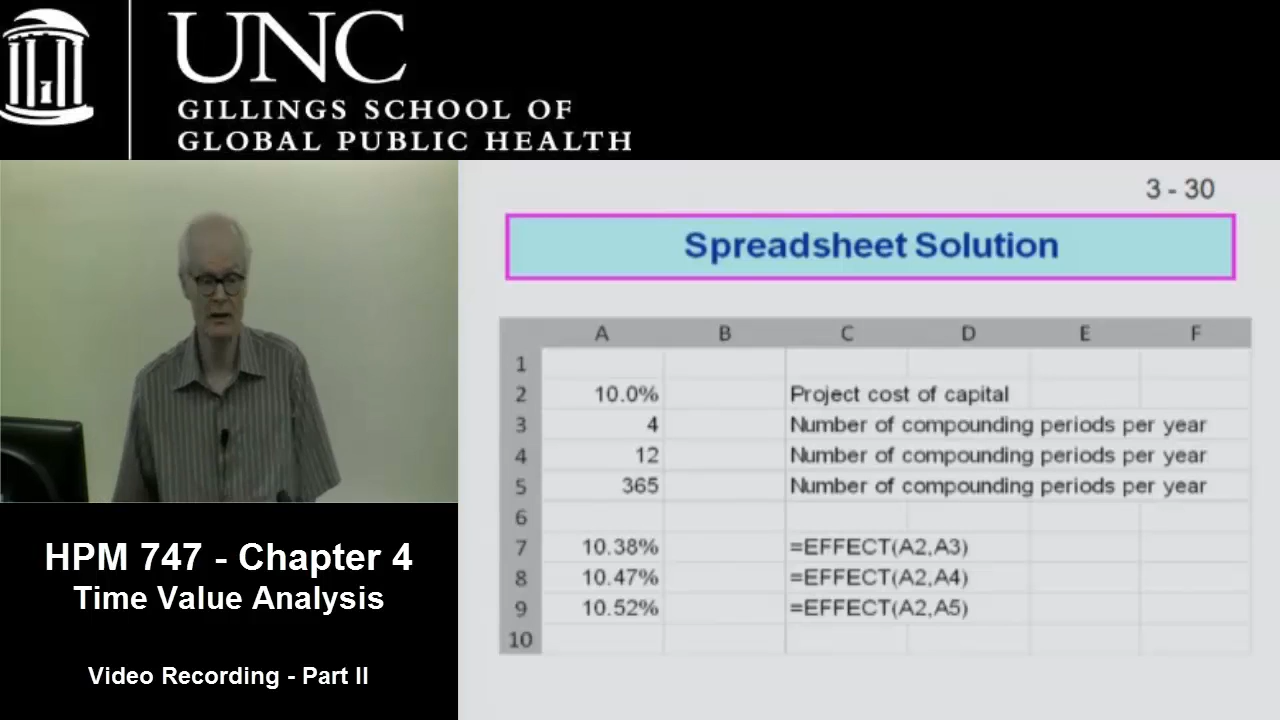 UNC
GILLINGS SCHOOL OF
GLOBAL PUBLIC HEALTH
3 - 30
Spreadsheet Solution
A B C D E F
1
2 10.0% Project cost of capital
3 4 Number of compounding periods per year
4 12 Number of compounding periods per year
5 365 Number of compounding periods per year
6
7 10.38% =EFFECT(A2,A3)
8 10.47% =EFFECT(A2,A4)
9 10.52% =EFFECT(A2,A5)
10
HPM 747 - Chapter 4
Time Value Analysis
Video Recording - Part II